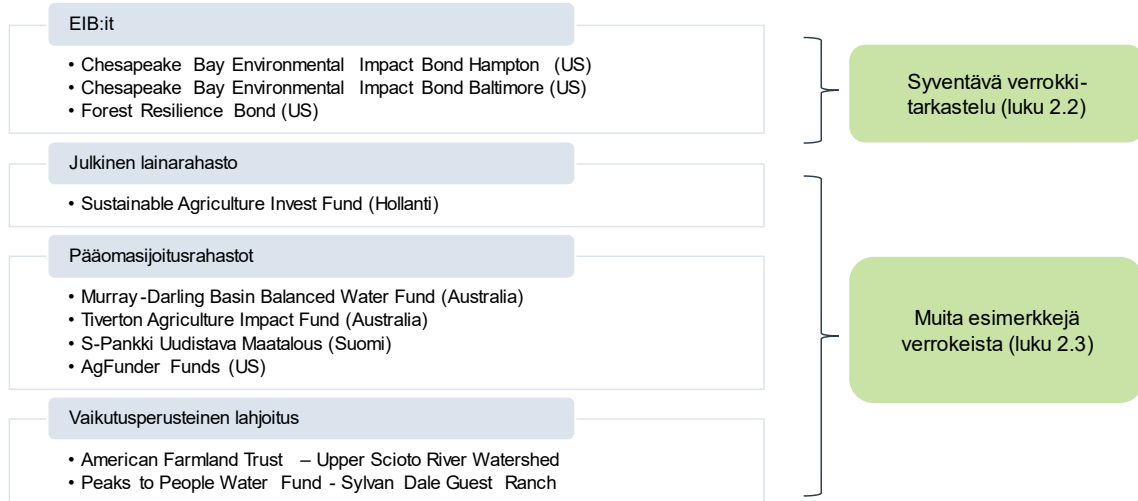 EIB:it
• Chesapeake Bay Environmental Impact Bond Hampton (US)
• Chesapeake Bay Environmental Impact Bond Baltimore (US)
• Forest Resilience Bond (US)
Syventävä verrokki-
tarkastelu (luku 2.2)
Julkinen lainarahasto
• Sustainable Agriculture Invest Fund (Hollanti)
Pääomasijoitusrahastot
• Murray-Darling Basin Balanced Water Fund (Australia)
• Tiverton Agriculture Impact Fund (Australia)
• S-Pankki Uudistava Maatalous (Suomi)
• AgFunder Funds (US)
Vaikutusperusteinen lahjoitus
• American Farmland Trust – Upper Scioto River Watershed
• Peaks to People Water Fund - Sylvan Dale Guest Ranch
Muita esimerkkejä
verrokeista (luku 2.3)